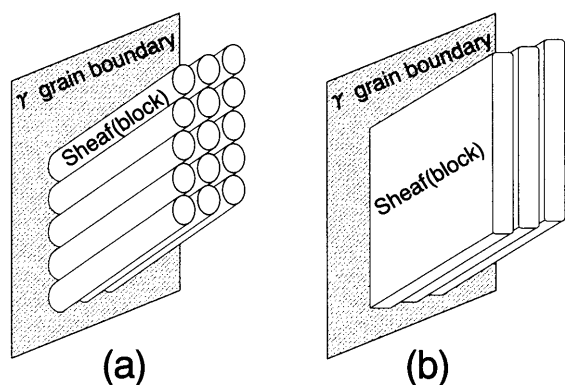 γ grain boundary
Sheaf(block)
(a)
γ grain boundary
Sheaf(block)
(b)